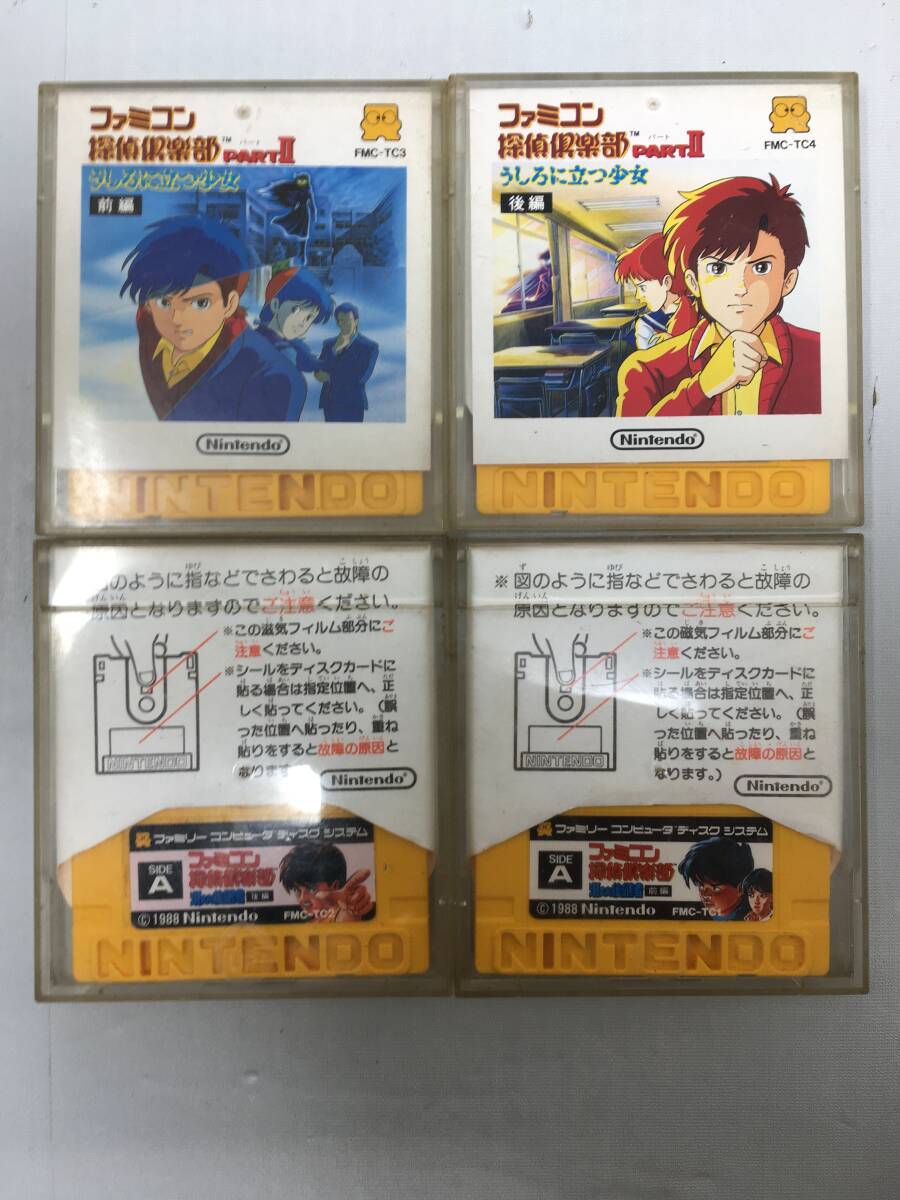 ファミコン
探偵倶楽部™ PARTII
パート
うしろに立つ少女
前編
FMC-TC3
Nintendo
NINTENDO
ファミコン
探偵倶楽部™ PARTII
パート
うしろに立つ少女
後編
FMC-TC4
Nintendo
NINTENDO
のように指などでさわると故障の
原因となりますのでご注意ください。
※この磁気フィルム部分にご
注意ください。
※シールをディスクカードに
貼る場合は指定位置へ、正
しく貼ってください。(誤
った位置へ貼ったり、重ね
貼りをすると故障の原因と
なります
Nintendo
NINTENDO
ファミリー コンピュータ ディスク システム
SIDE
A
ファミコン
探偵倶楽部
後編
©1988 Nintendo FMC-TC2
NINTENDO
※図のように指などでさわると故障の
原因となりますのでご注意ください。
※この磁気フィルム部分にご
注意ください。
※シールをディスクカードに
貼る場合は指定位置へ、正
しく貼ってください。(誤
った位置へ貼ったり、重ね
貼りをすると故障の原因と
なります。)
Nintendo
NINTENDO
ファミリー コンピュータ ディスク システム
SIDE
A
ファミコン
探偵倶楽部
前編
©1988 Nintendo FMC-TC1
NINTENDO